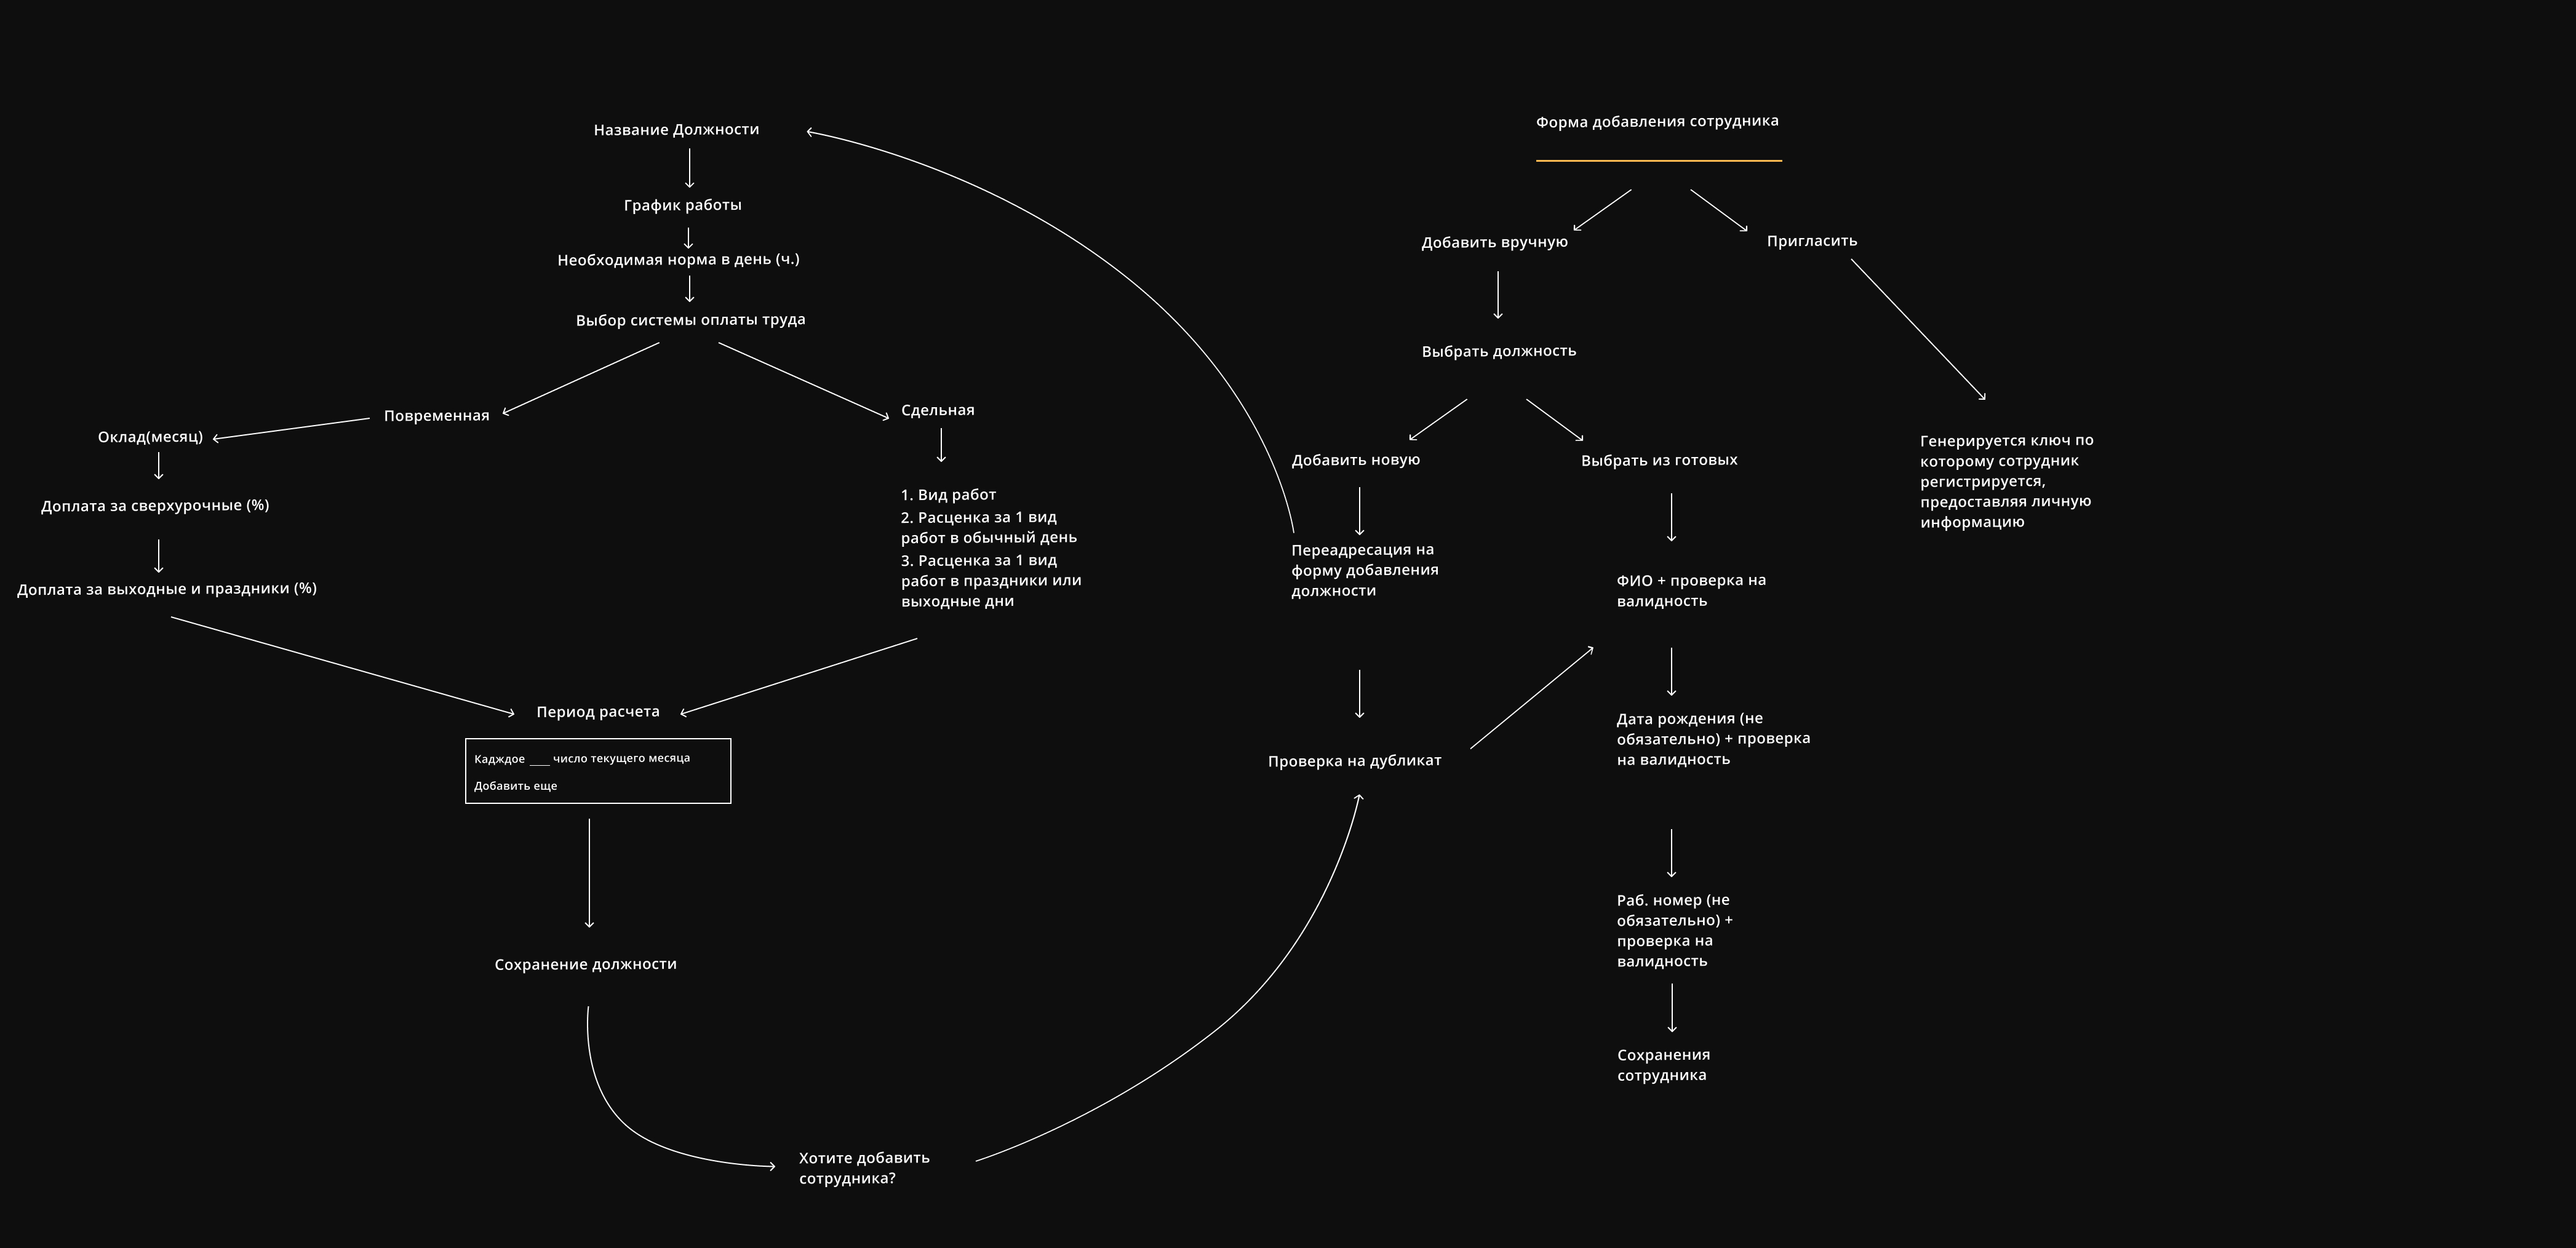 Форма добавления сотрудника
Название Должности
График работы
Необходимая норма в день (ч.)
Выбор системы оплаты труда
Повременная
Оклад(месяц)
Доплата за сверхурочные (%)
Доплата за выходные и праздники (%)
Сдельная
1. Вид работ
2. Расценка за 1 вид
работ в обычный день
3. Расценка за 1 вид
работ в праздники или
выходные дни
Период расчета
Кадждое ___ число текущего месяца
Добавить еще
Сохранение должности
Хотите добавить
сотрудника?
Добавить вручную
Пригласить
Выбрать должность
Добавить новую
Выбрать из готовых
Переадресация на
форму добавления
должности
Проверка на дубликат
ФИО + проверка на
валидность
Дата рождения (не
обязательно) + проверка
на валидность
Раб. номер (не
обязательно) +
проверка на
валидность
Сохранения
сотрудника
Генерируется ключ по
которому сотрудник
регистрируется,
предоставляя личную
информацию